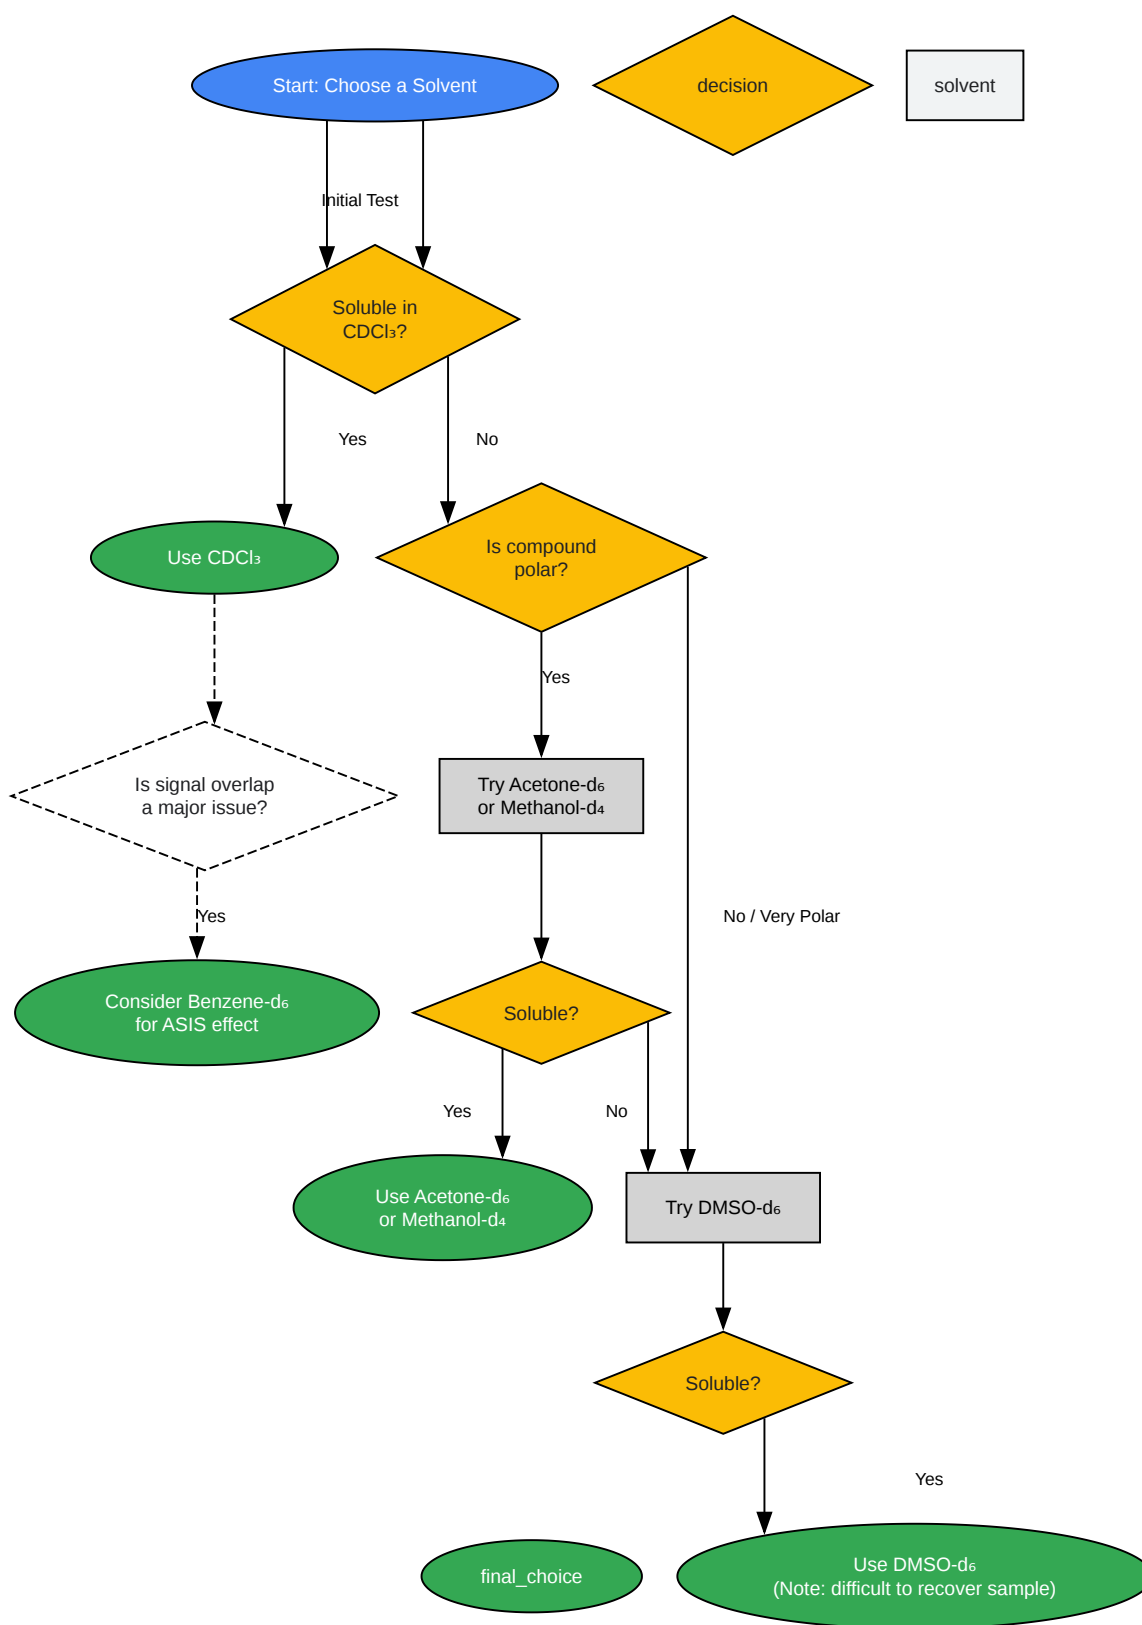 Start: Choose a Solvent
decision
solvent
Initial Test
Soluble in
CDCl₃?
Yes
No
Use CDCl₃
Is compound
polar?
Yes
Is signal overlap
a major issue?
Try Acetone-d₆
or Methanol-d₄
Yes
No / Very Polar
Consider Benzene-d₆
for ASIS effect
Soluble?
Yes
No
Use Acetone-d₆
or Methanol-d₄
Try DMSO-d₆
Soluble?
Yes
final_choice
Use DMSO-d₆
(Note: difficult to recover sample)